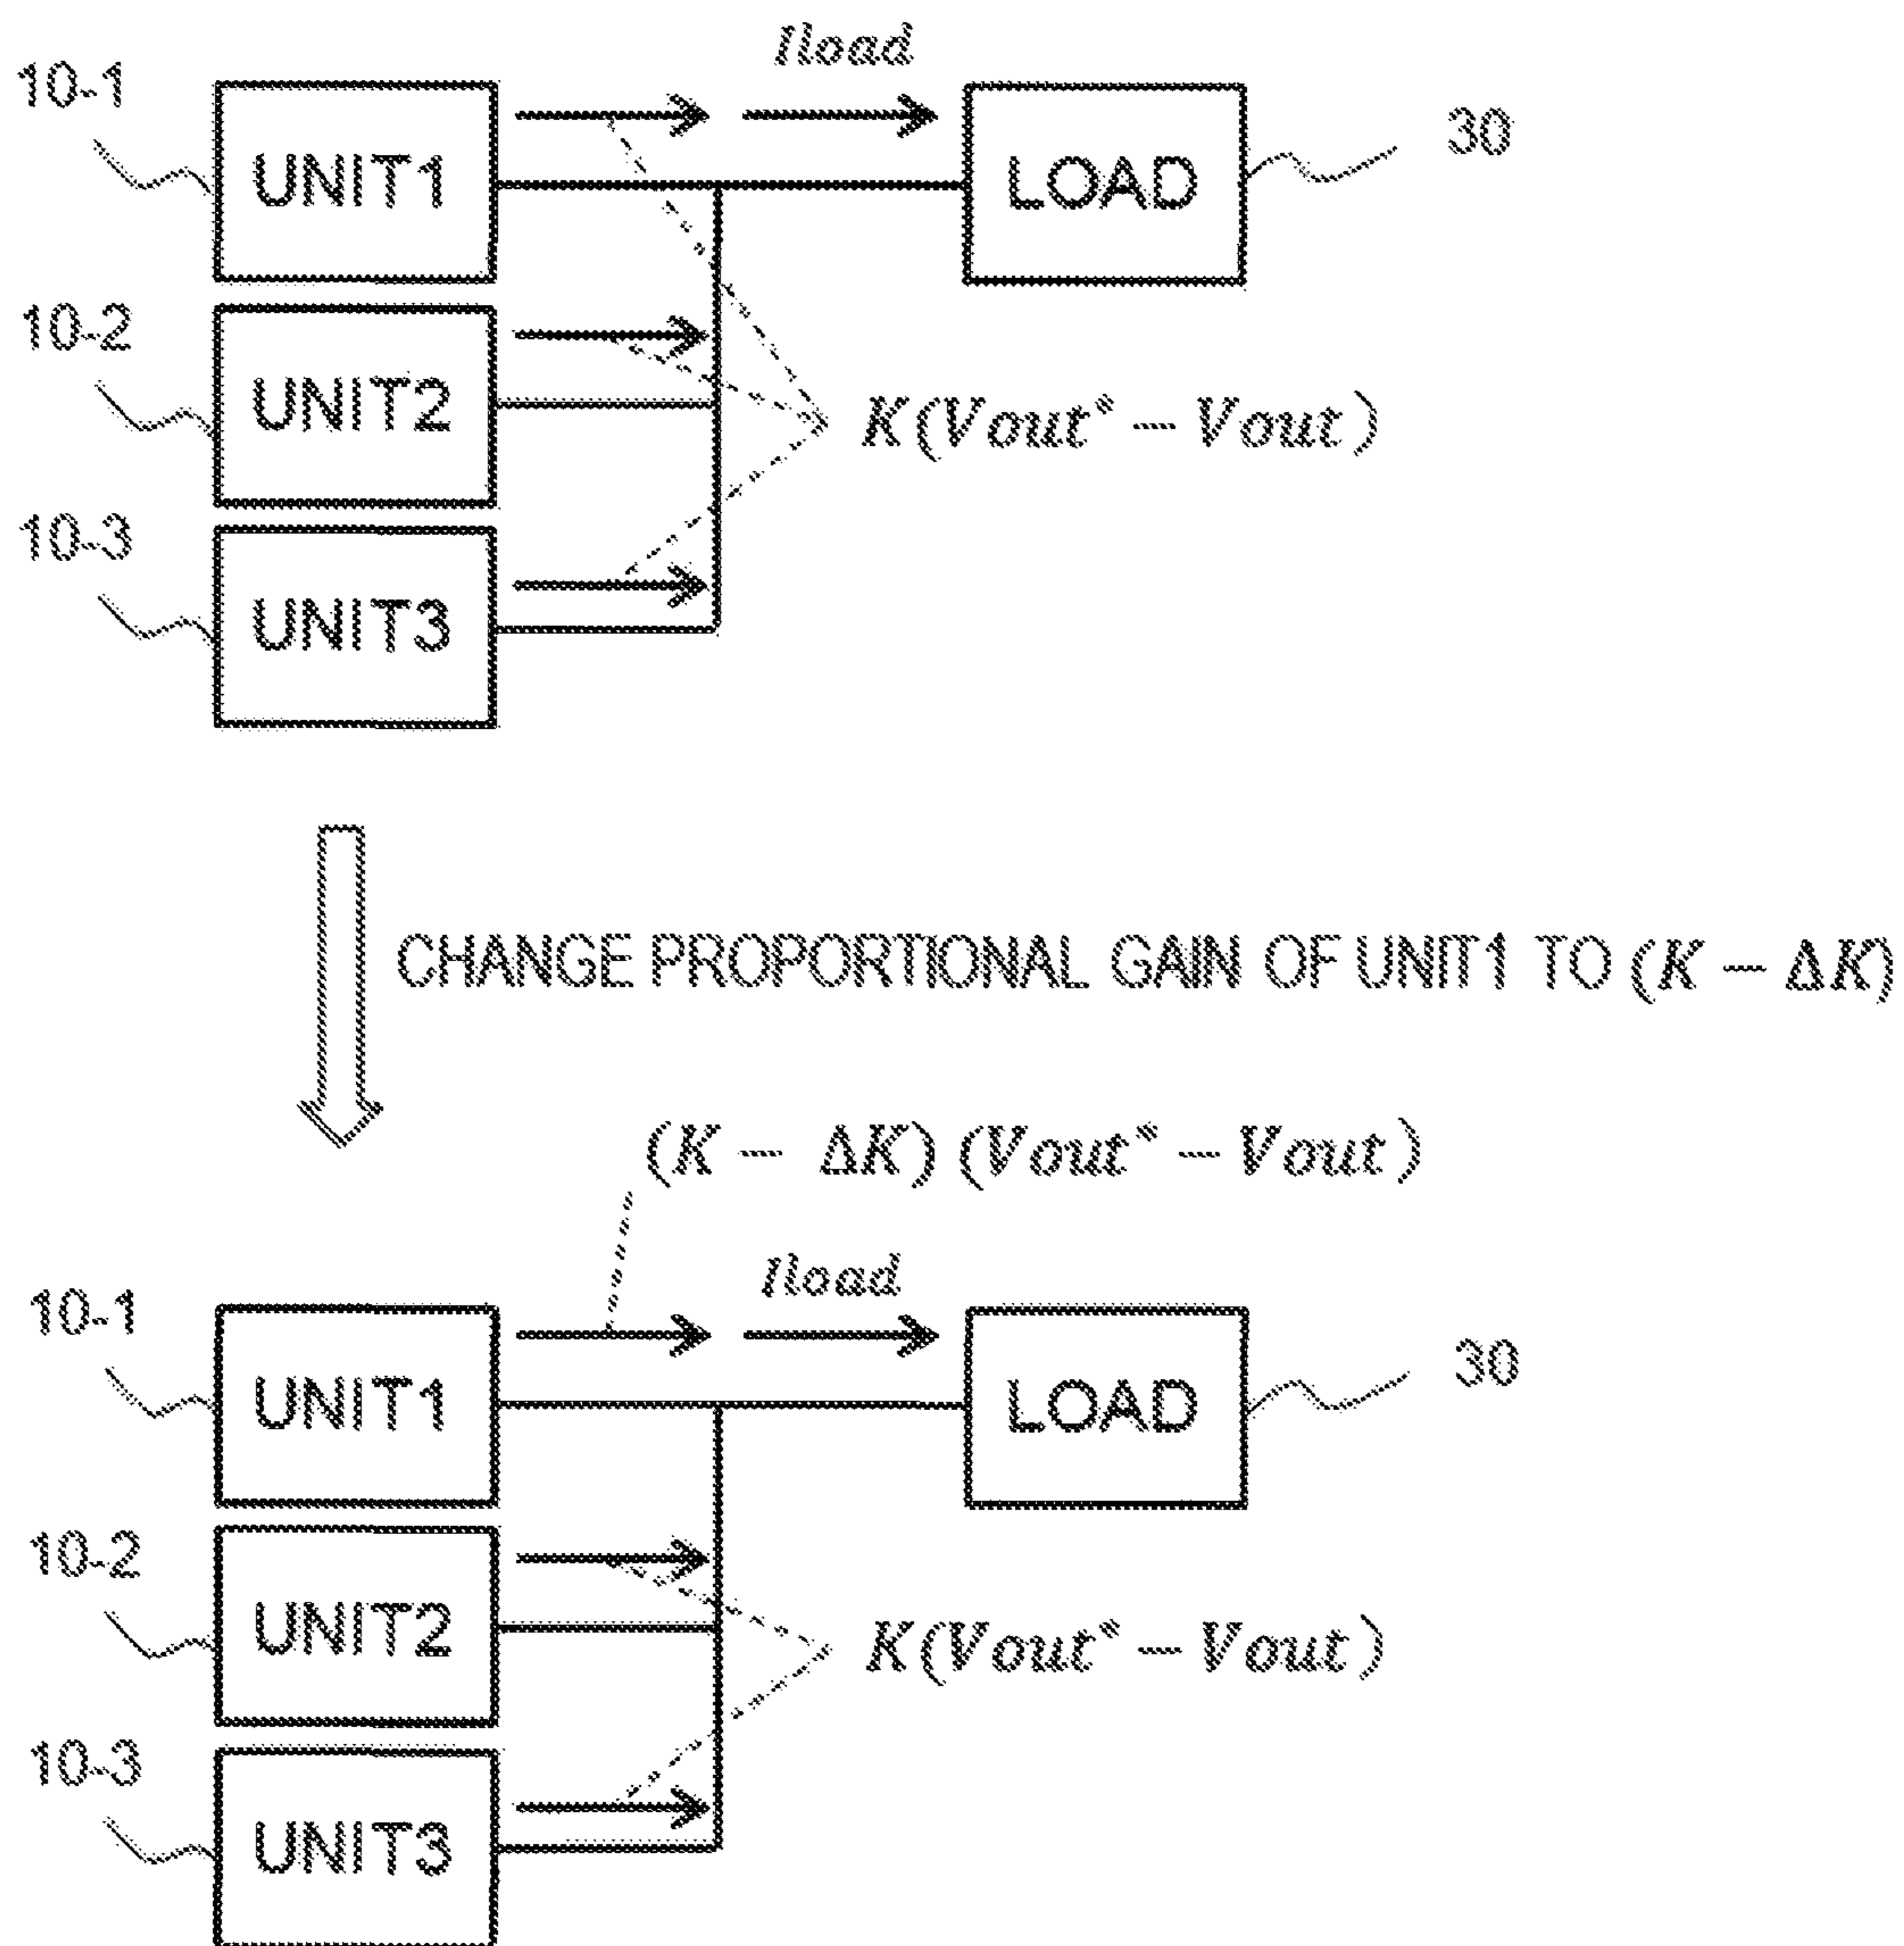 Iload
10-1
UNIT1
LOAD
30
10-2
UNIT2
K(Vout* - Vout)
10-3
UNIT3
CHANGE PROPORTIONAL GAIN OF UNIT1 TO (K - ΔK)
(K - ΔK)(Vout* - Vout)
Iload
10-1
UNIT1
LOAD
30
10-2
UNIT2
K(Vout* - Vout)
10-3
UNIT3